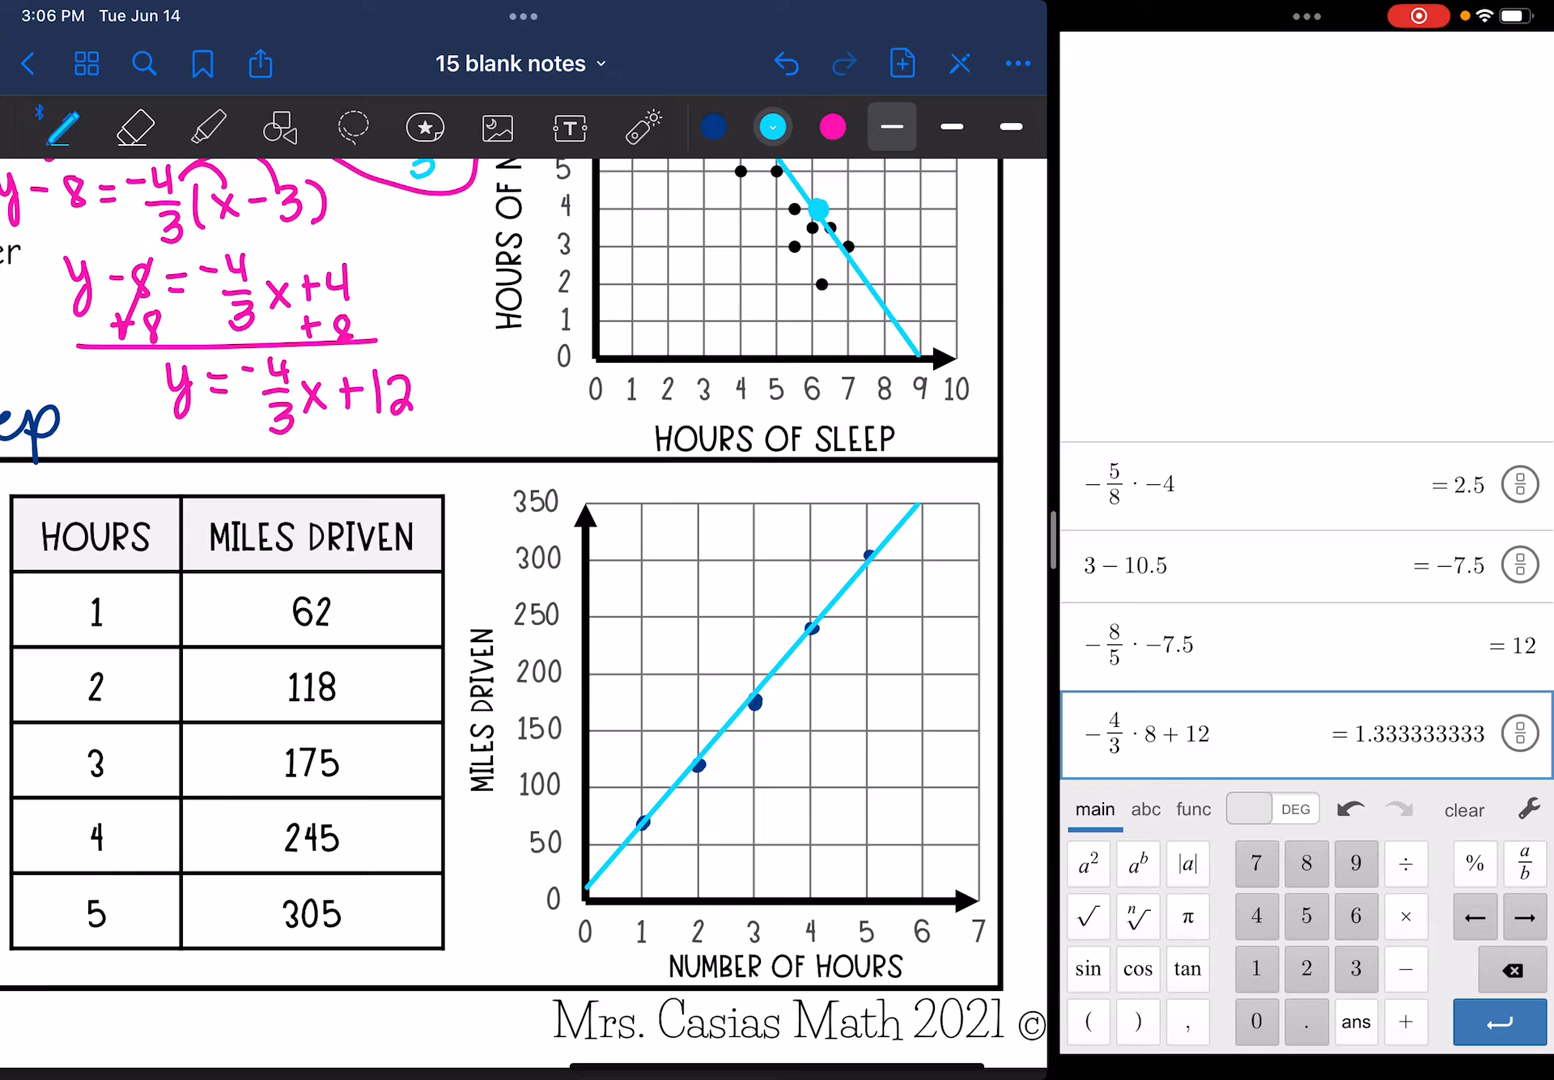 3:06 PM Tue Jun 14
15 blank notes
T
y - 8 = -4/3 (x - 3)
er
y - 8 = -4/3 x + 4
+ 8 + 8
y = -4/3 x + 12
ep
3
HOURS OF
5
4
3
2
1
0
0 1 2 3 4 5 6 7 8 9 10
HOURS OF SLEEP
HOURS MILES DRIVEN
1 62
2 118
3 175
4 245
5 305
MILES DRIVEN
350
300
250
200
150
100
50
0
0 1 2 3 4 5 6 7
NUMBER OF HOURS
Mrs. Casias Math 2021 ©
-5/8 · -4 = 2.5
3 - 10.5 = -7.5
-8/5 · -7.5 = 12
-4/3 · 8 + 12 = 1.333333333
main abc func DEG clear
a² aᵇ |a| 7 8 9 ÷ % a/b
√ ⁿ√ π 4 5 6 × ← →
sin cos tan 1 2 3 −
( ) , 0 . ans +